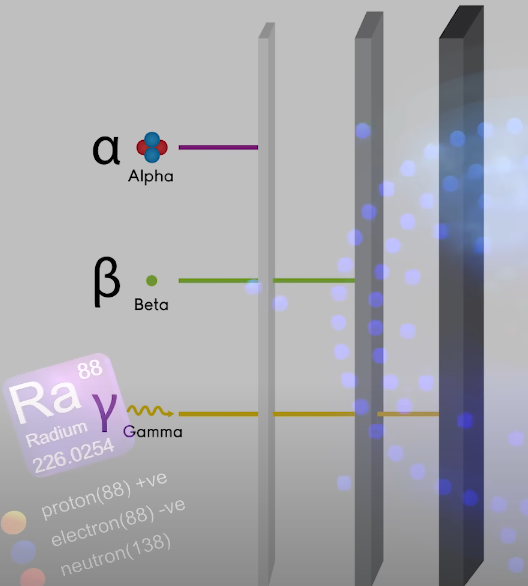 α
Alpha
β
Beta
88
Ra
Radium
226.0254
γ
Gamma
proton(88) +ve
electron(88) -ve
neutron(138)